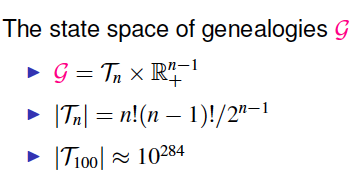 The state space of genealogies 𝒢
▶ 𝒢 = 𝒯ₙ × ℝ₊ⁿ⁻¹
▶ |𝒯ₙ| = n!(n − 1)!/2ⁿ⁻¹
▶ |𝒯₁₀₀| ≈ 10²⁸⁴